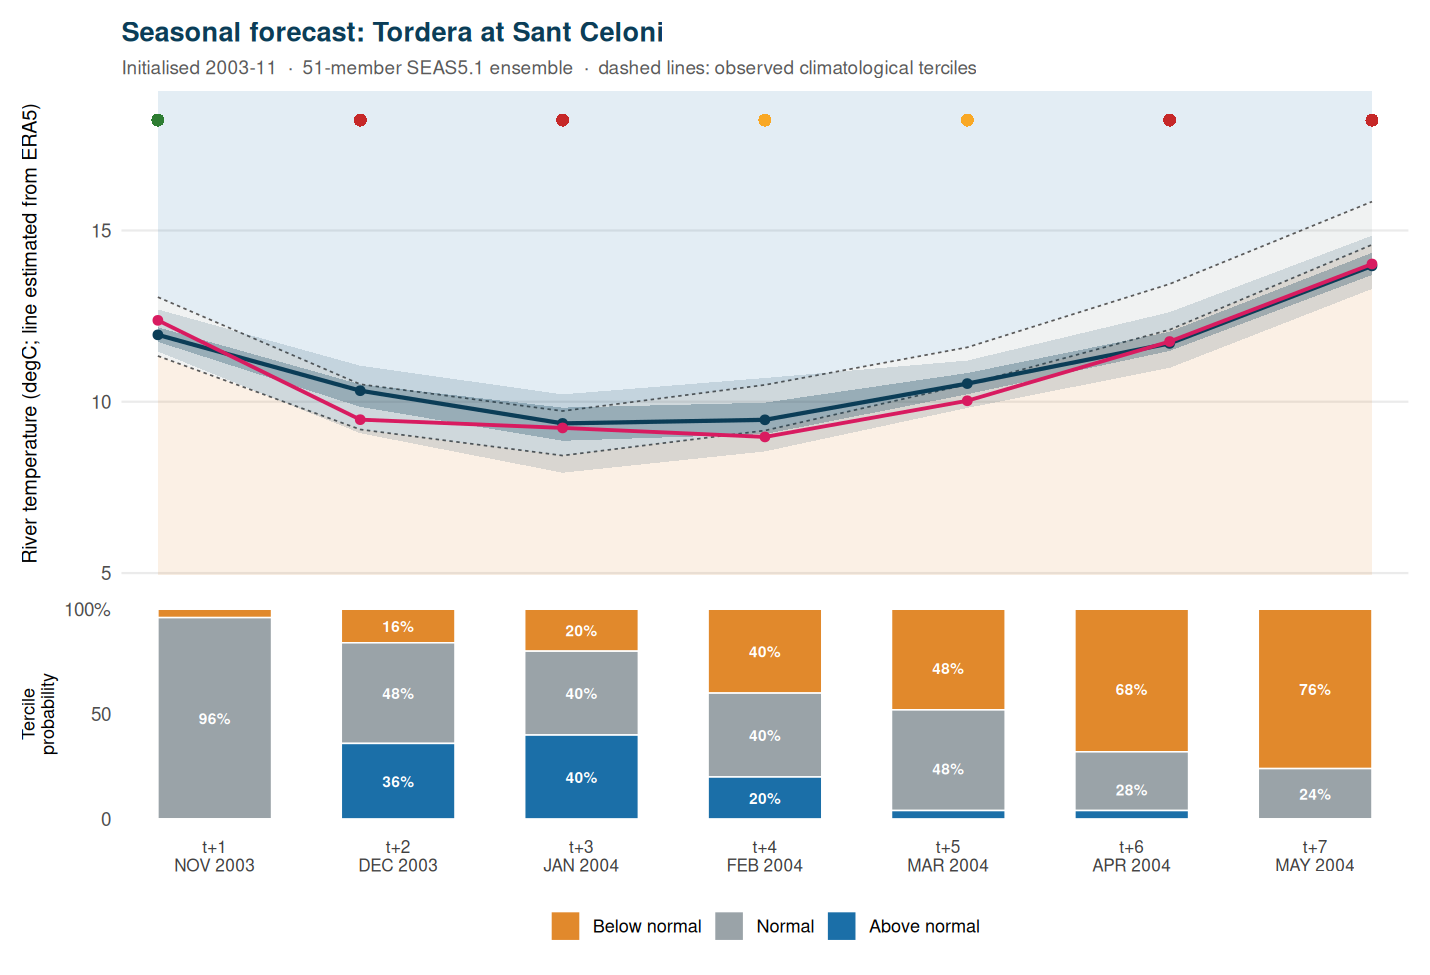 Seasonal forecast: Tordera at Sant Celoni
Initialised 2003-11 · 51-member SEAS5.1 ensemble · dashed lines: observed climatological terciles
River temperature (degC; line estimated from ERA5)
15
10
5
Tercile
probability
100%
50
0
96%
16%
48%
36%
20%
40%
40%
40%
40%
20%
48%
48%
68%
28%
76%
24%
t+1
NOV 2003
t+2
DEC 2003
t+3
JAN 2004
t+4
FEB 2004
t+5
MAR 2004
t+6
APR 2004
t+7
MAY 2004
Below normal
Normal
Above normal